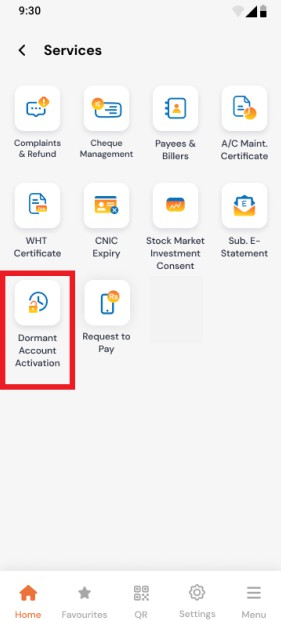 9:30
Services
Complaints
& Refund
Cheque
Management
Payees &
Billers
A/C Maint.
Certificate
WHT
Certificate
CNIC
Expiry
Stock Market
Investment
Consent
Sub. E-
Statement
Dormant
Account
Activation
Request to
Pay
Home
Favourites
QR
Settings
Menu